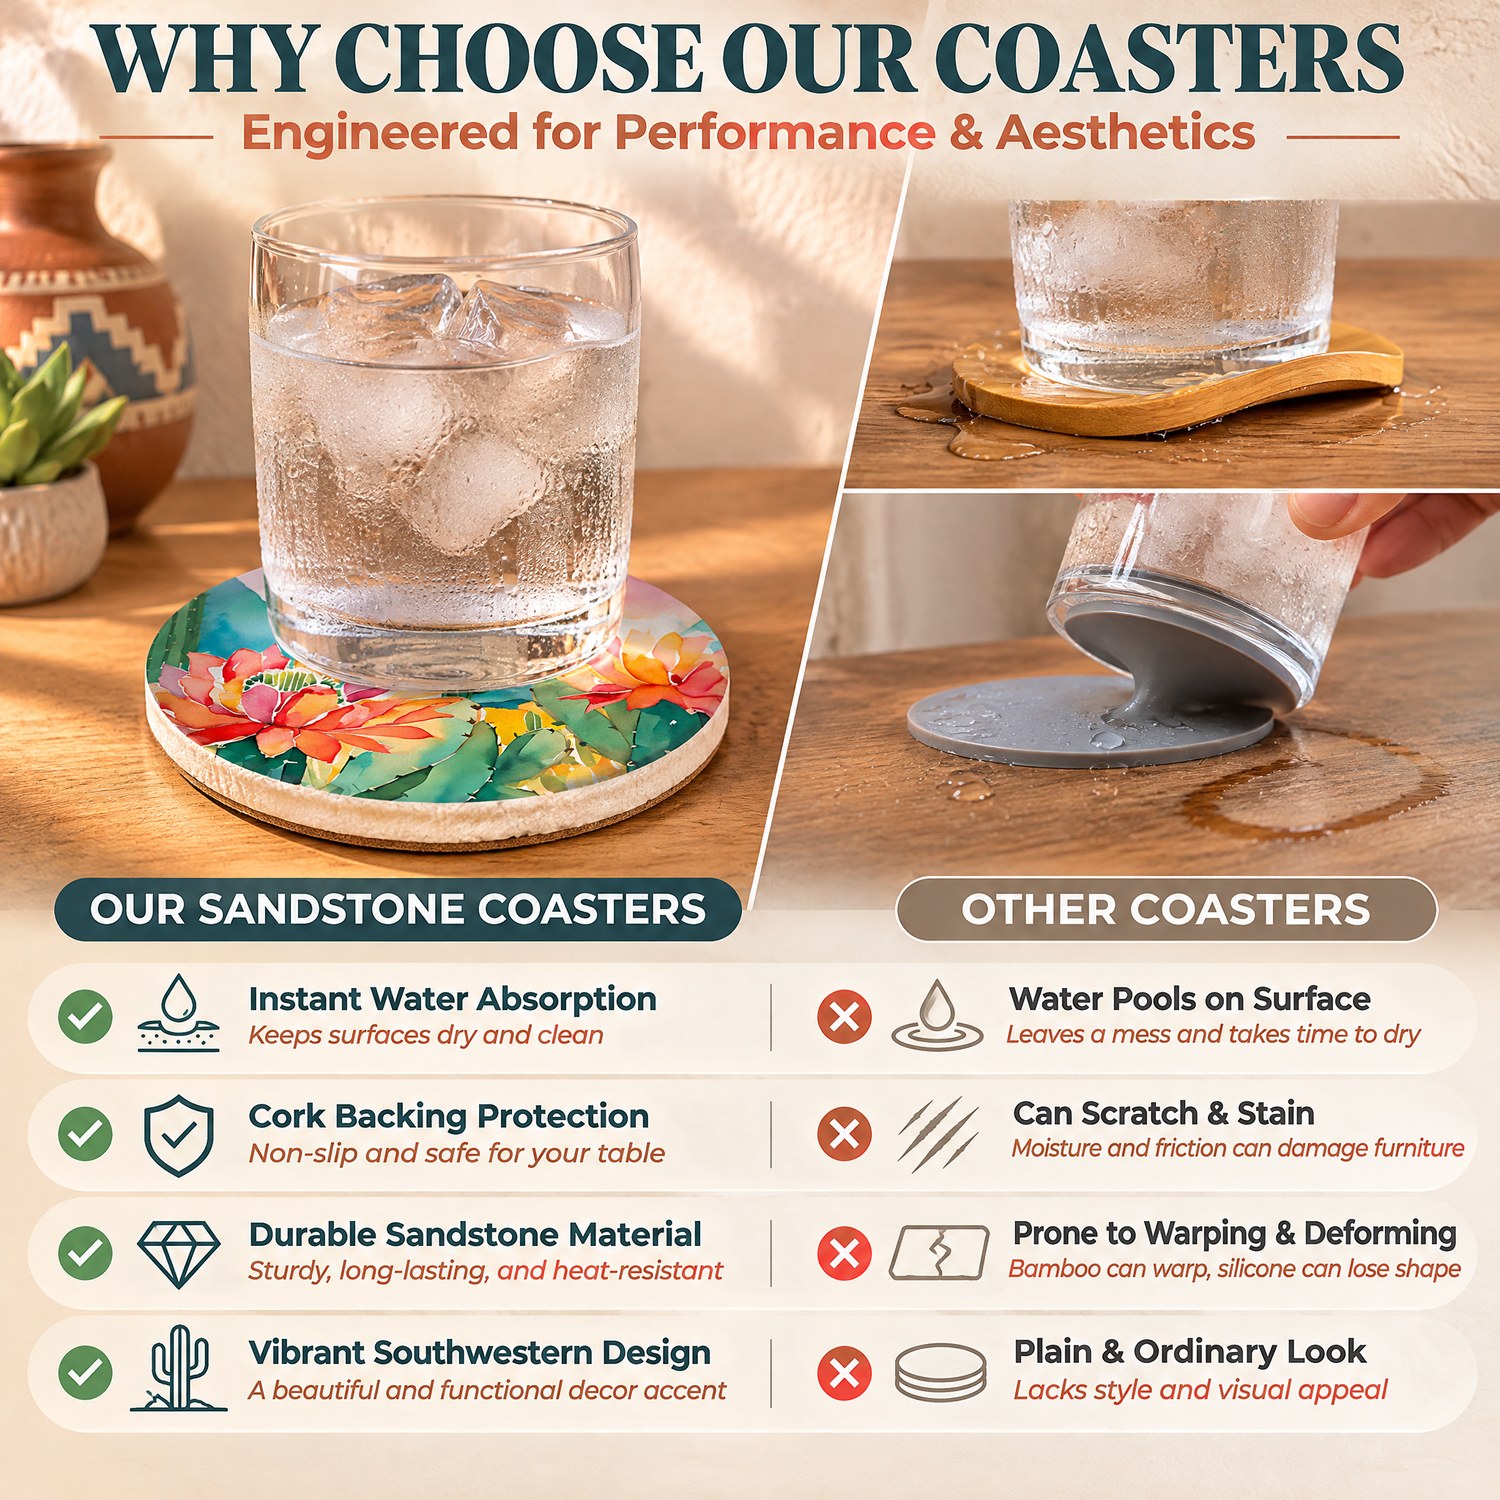 WHY CHOOSE OUR COASTERS
Engineered for Performance & Aesthetics
OUR SANDSTONE COASTERS
OTHER COASTERS
Instant Water Absorption
Keeps surfaces dry and clean
Water Pools on Surface
Leaves a mess and takes time to dry
Cork Backing Protection
Non-slip and safe for your table
Can Scratch & Stain
Moisture and friction can damage furniture
Durable Sandstone Material
Sturdy, long-lasting, and heat-resistant
Prone to Warping & Deforming
Bamboo can warp, silicone can lose shape
Vibrant Southwestern Design
A beautiful and functional decor accent
Plain & Ordinary Look
Lacks style and visual appeal